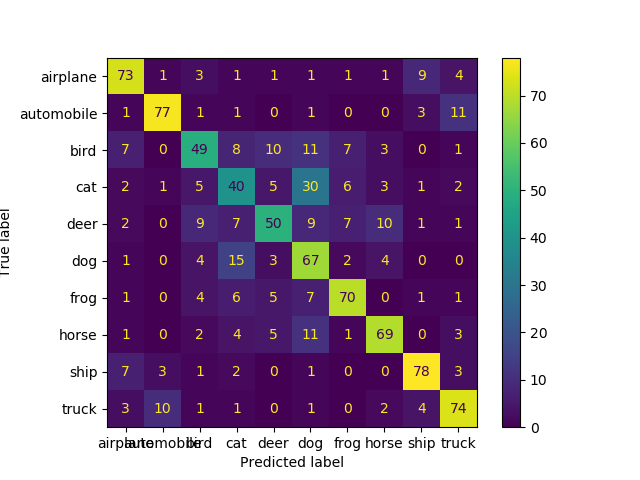 airplane 73 1 3 1 1 1 1 1 9 4
automobile 1 77 1 1 0 1 0 0 3 11
bird 7 0 49 8 10 11 7 3 0 1
cat 2 1 5 40 5 30 6 3 1 2
deer 2 0 9 7 50 9 7 10 1 1
dog 1 0 4 15 3 67 2 4 0 0
frog 1 0 4 6 5 7 70 0 1 1
horse 1 0 2 4 5 11 1 69 0 3
ship 7 3 1 2 0 1 0 0 78 3
truck 3 10 1 1 0 1 0 2 4 74
airplane automobile bird cat deer dog frog horse ship truck
Predicted label
True label
70
60
50
40
30
20
10
0